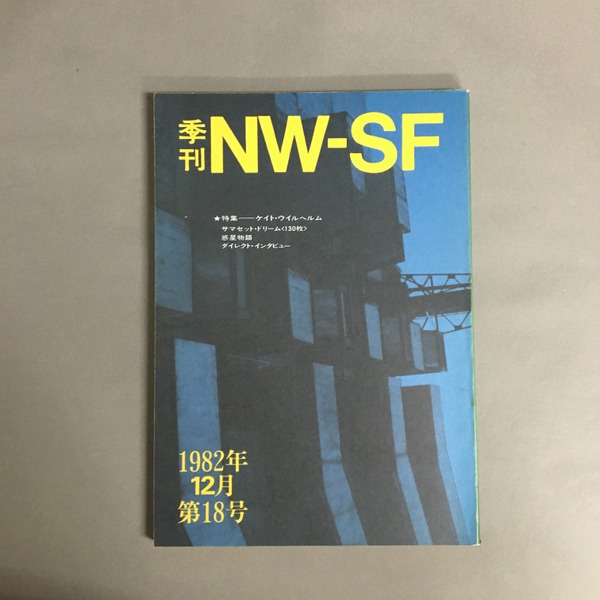 季刊 NW-SF
★特集──ケイト・ウイルヘルム
サマセット・ドリーム〈130枚〉
惑星物語
ダイレクト・インタビュー
1982年
12月
第18号